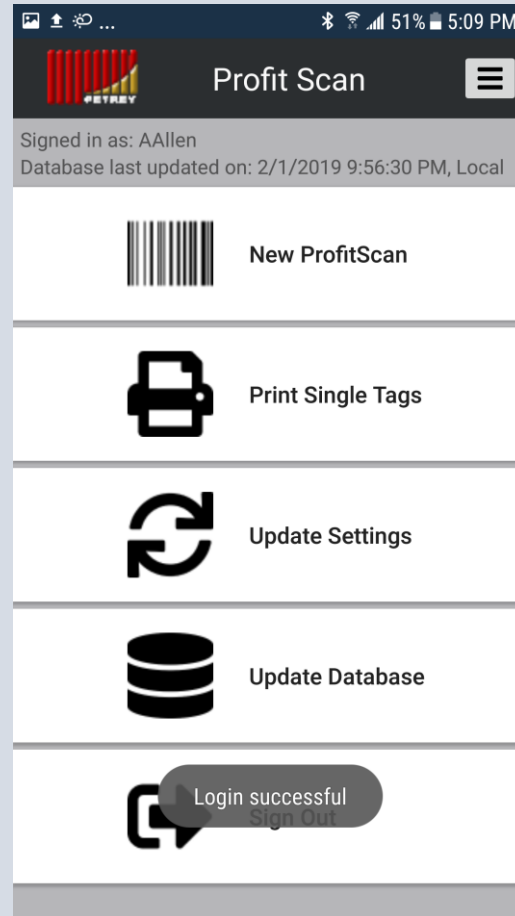 ... 51% 5:09 PM
PETREY
Profit Scan
Signed in as: AAllen
Database last updated on: 2/1/2019 9:56:30 PM, Local
New ProfitScan
Print Single Tags
Update Settings
Update Database
Login successful
Sign Out